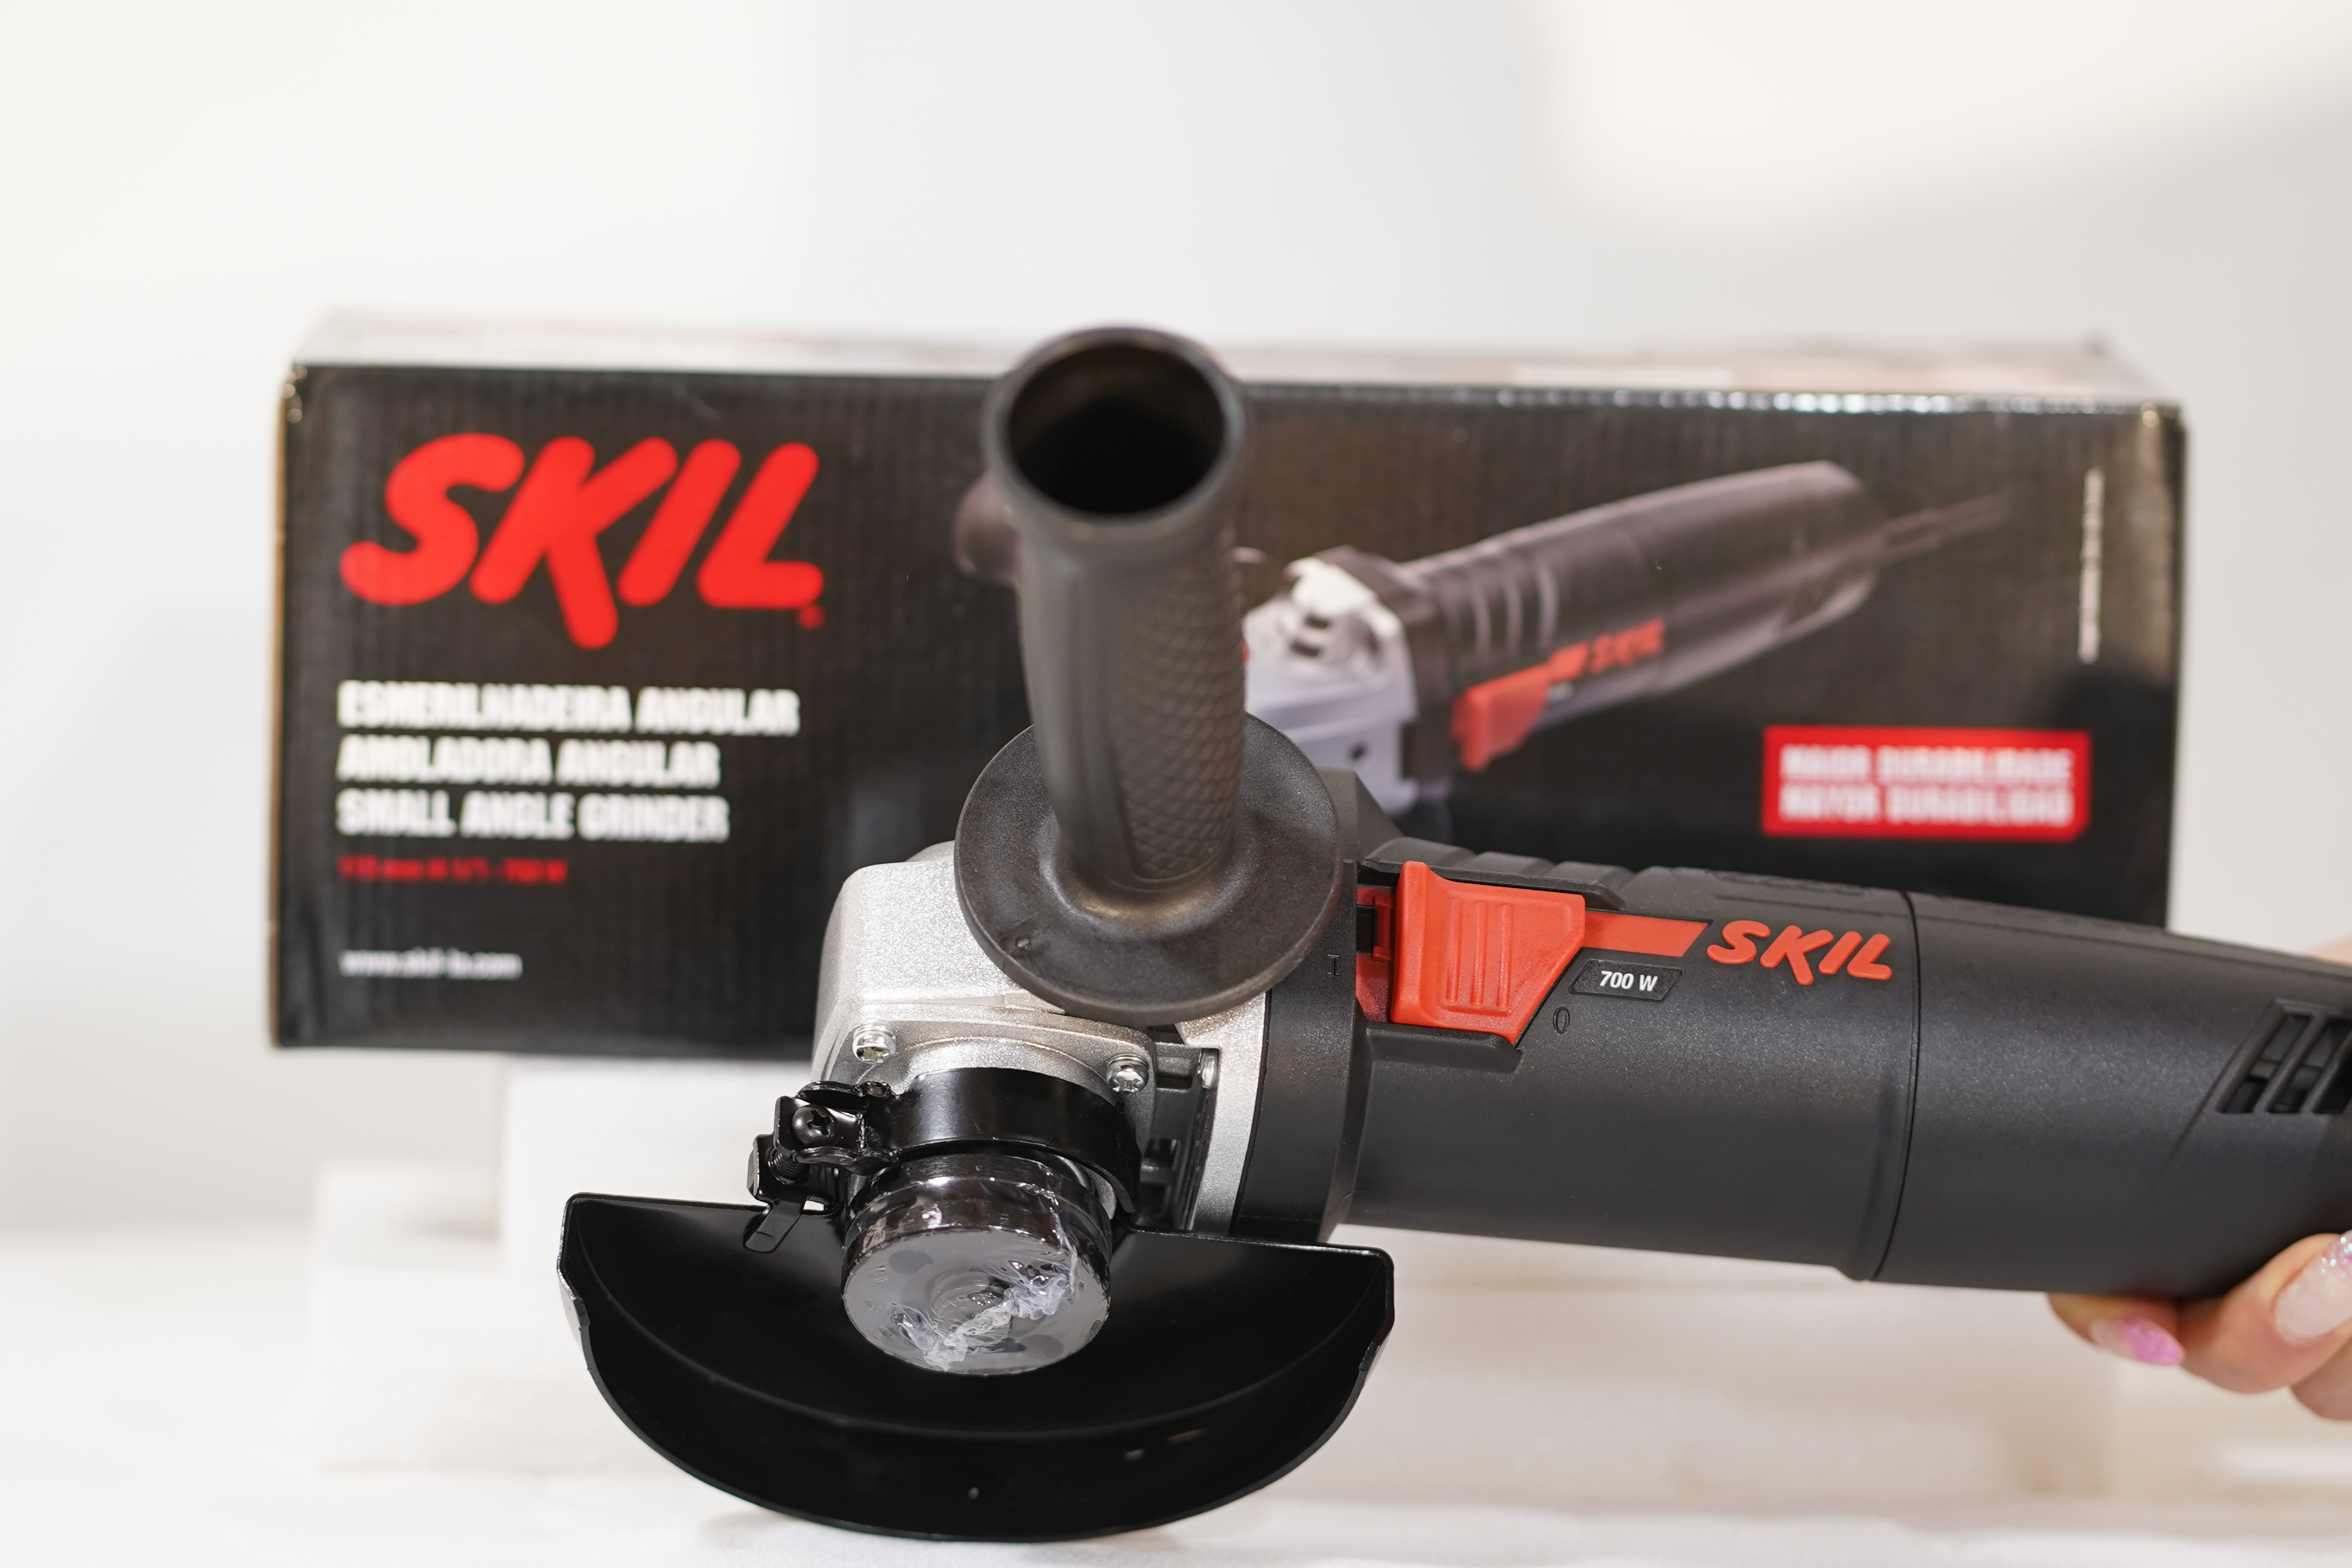 SKIL
ESMERILHADEIRA ANGULAR
AMOLADORA ANGULAR
SMALL ANGLE GRINDER
www.skil-la.com
SKIL
MAIOR DURABILIDADE
MAYOR DURABILIDAD
SKIL
700 W
I
0